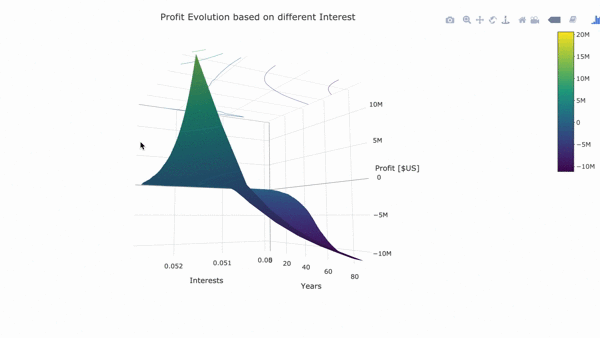 Profit Evolution based on different Interest
20M
15M
10M
5M
0
−5M
−10M
10M
5M
Profit [$US]
0
−5M
−10M
0.052
0.051
0.05
20
40
60
80
Interests
Years